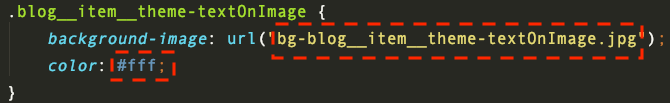 .blog__item__theme-textOnImage {
background-image: url("bg-blog__item__theme-textOnImage.jpg");
color: #fff;
}